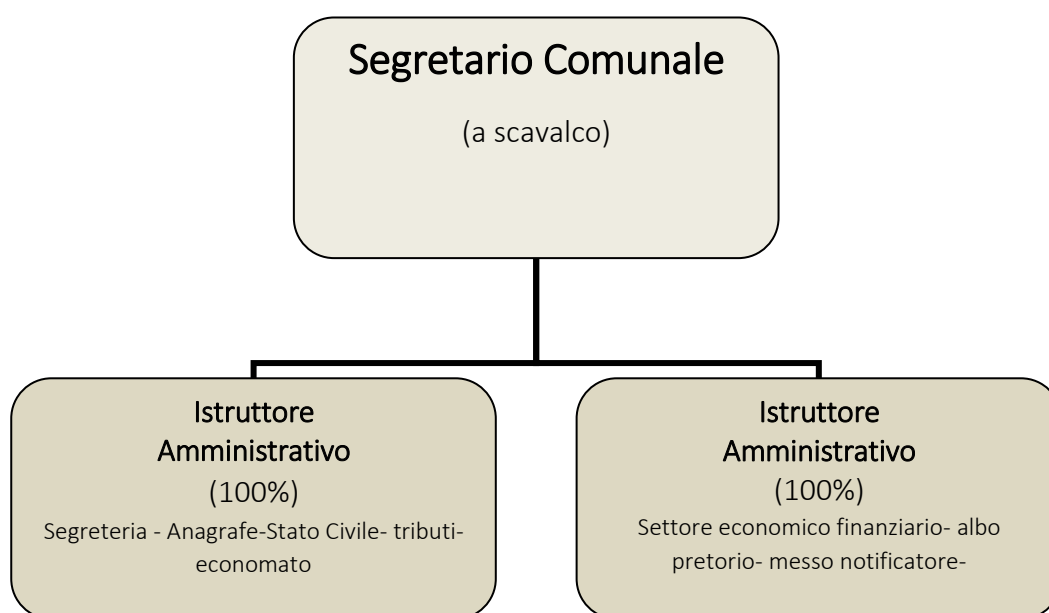 Segretario Comunale
(a scavalco)
Istruttore
Amministrativo
(100%)
Segreteria - Anagrafe-Stato Civile- tributi-
economato
Istruttore
Amministrativo
(100%)
Settore economico finanziario- albo
pretorio- messo notificatore-